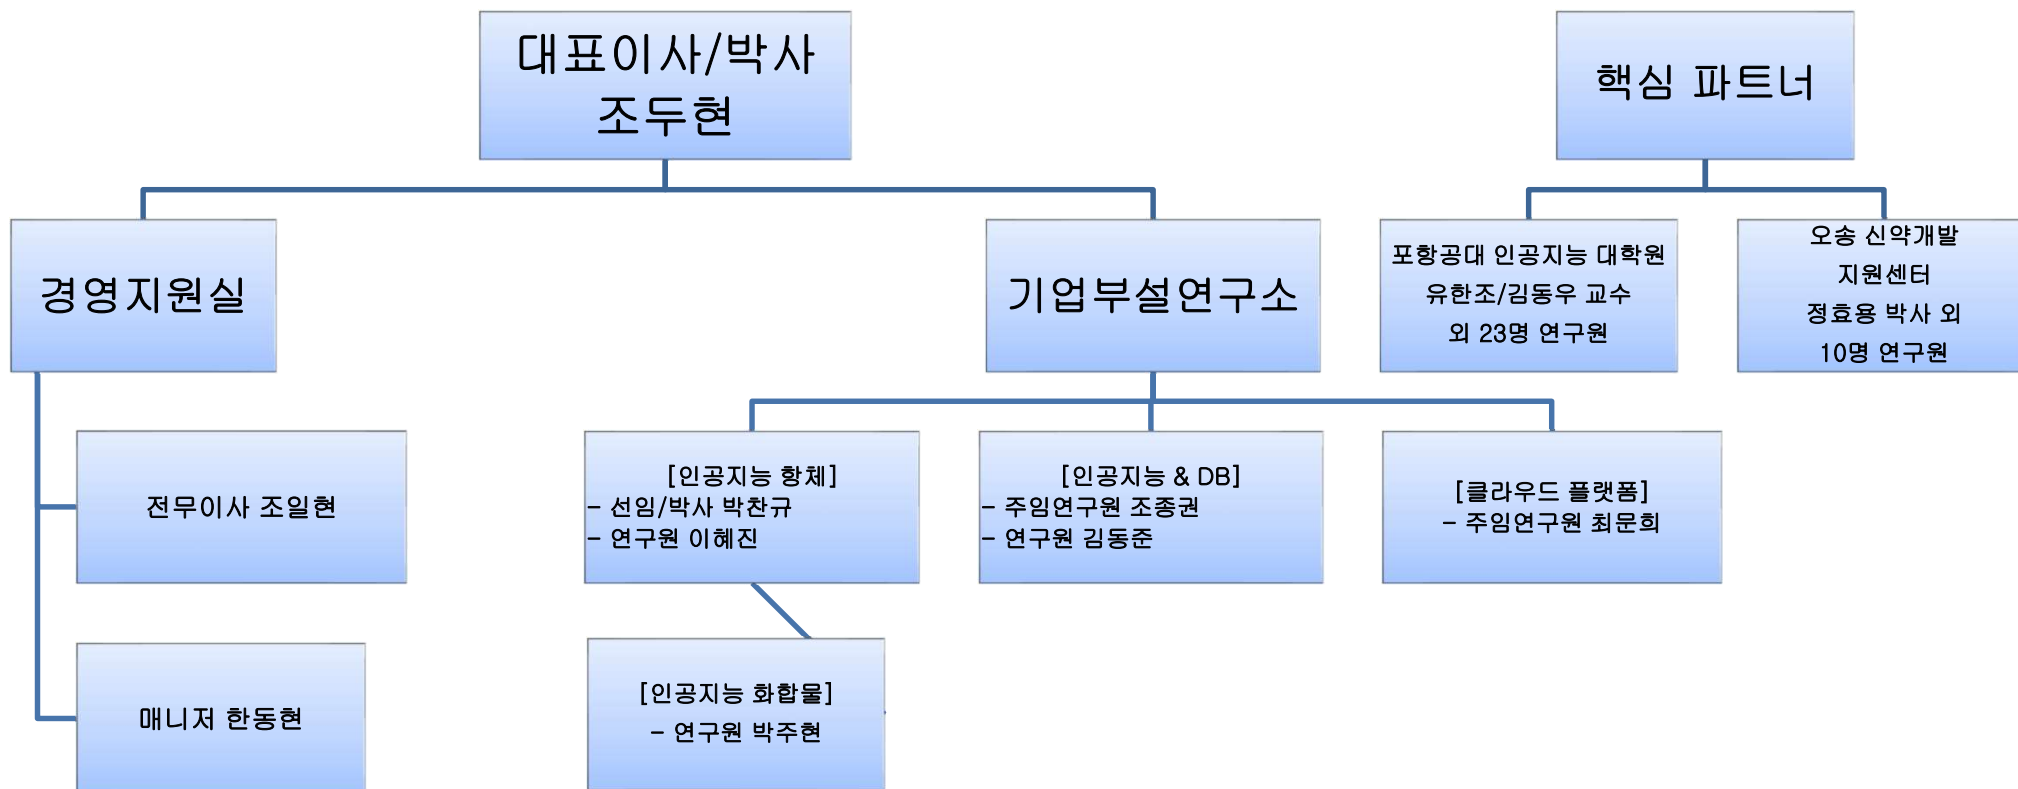 대표이사/박사
조두현
핵심 파트너
경영지원실
기업부설연구소
포항공대 인공지능 대학원
유한조/김동우 교수
외 23명 연구원
오송 신약개발
지원센터
정효용 박사 외
10명 연구원
전무이사 조일현
[인공지능 항체]
- 선임/박사 박찬규
- 연구원 이혜진
[인공지능 & DB]
- 주임연구원 조종권
- 연구원 김동준
[클라우드 플랫폼]
- 주임연구원 최문희
매니저 한동현
[인공지능 화합물]
- 연구원 박주현